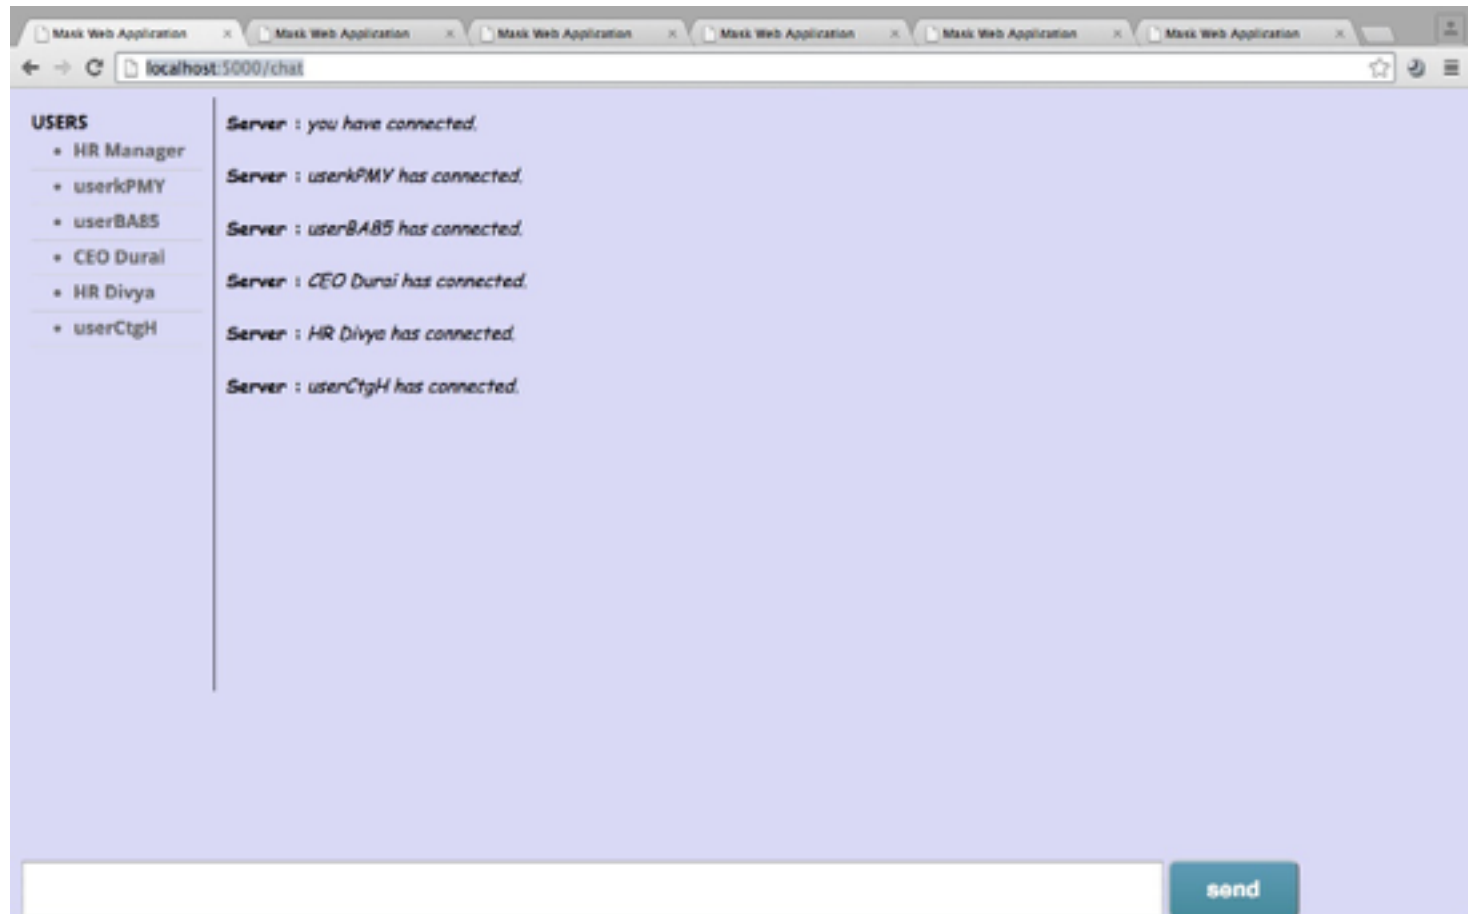 Mask Web Application
Mask Web Application
Mask Web Application
Mask Web Application
Mask Web Application
Mask Web Application
localhost:5000/chat
USERS
• HR Manager
• userkPMY
• userBA85
• CEO Durai
• HR Divya
• userCtgH
Server : you have connected.
Server : userkPMY has connected.
Server : userBA85 has connected.
Server : CEO Durai has connected.
Server : HR Divya has connected.
Server : userCtgH has connected.
send